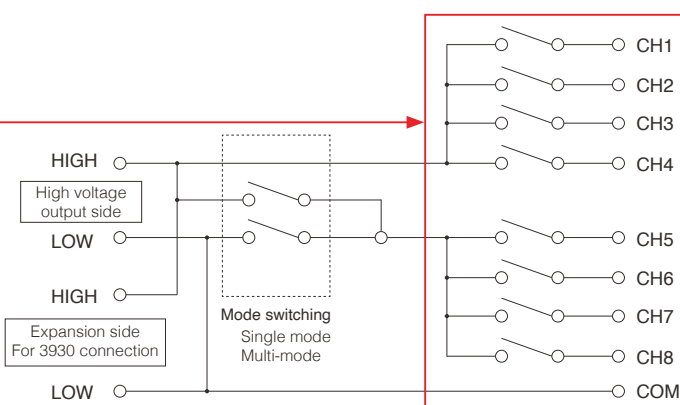 CH1
CH2
CH3
HIGH
CH4
High voltage
output side
LOW
CH5
HIGH
CH6
Mode switching
Single mode
Multi-mode
CH7
Expansion side
For 3930 connection
CH8
LOW
COM